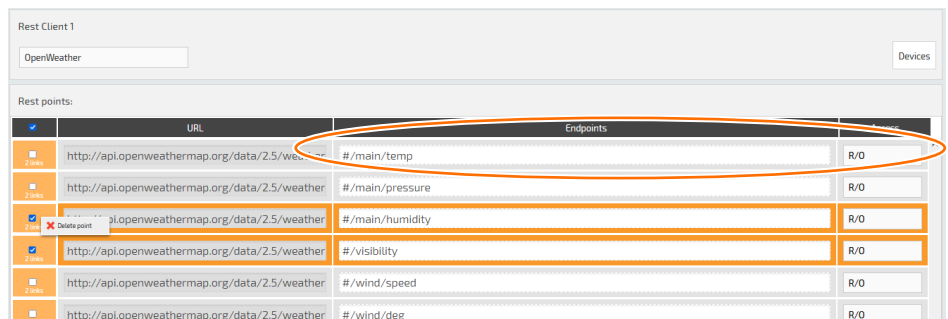 Rest Client 1
OpenWeather
Devices
Rest points:
URL Endpoints
2 links http://api.openweathermap.org/data/2.5/weather #/main/temp R/O
2 links http://api.openweathermap.org/data/2.5/weather #/main/pressure R/O
2 links api.openweathermap.org/data/2.5/weather #/main/humidity R/O
Delete point
2 links http://api.openweathermap.org/data/2.5/weather #/visibility R/O
2 links http://api.openweathermap.org/data/2.5/weather #/wind/speed R/O
http://api.openweathermap.org/data/2.5/weather #/wind/deg R/O